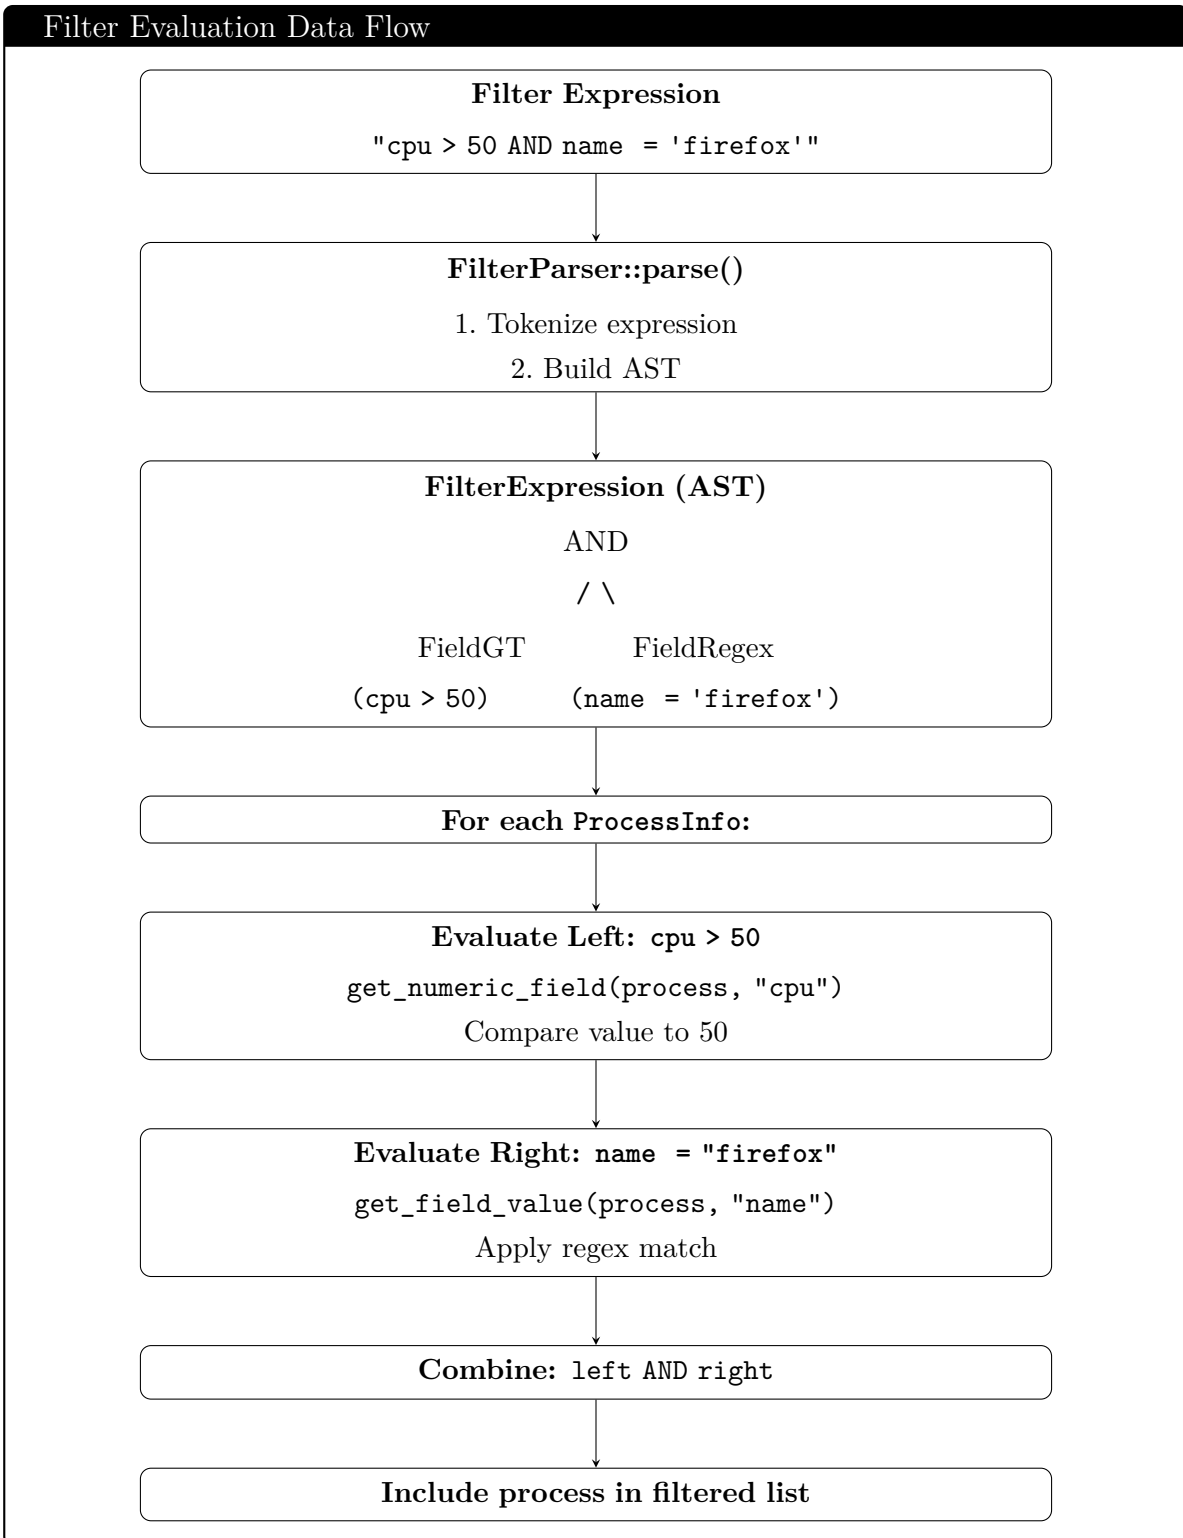 Filter Evaluation Data Flow
Filter Expression
"cpu > 50 AND name = 'firefox'"
FilterParser::parse()
1. Tokenize expression
2. Build AST
FilterExpression (AST)
AND
/ \
FieldGT FieldRegex
(cpu > 50) (name = 'firefox')
For each ProcessInfo:
Evaluate Left: cpu > 50
get_numeric_field(process, "cpu")
Compare value to 50
Evaluate Right: name = "firefox"
get_field_value(process, "name")
Apply regex match
Combine: left AND right
Include process in filtered list